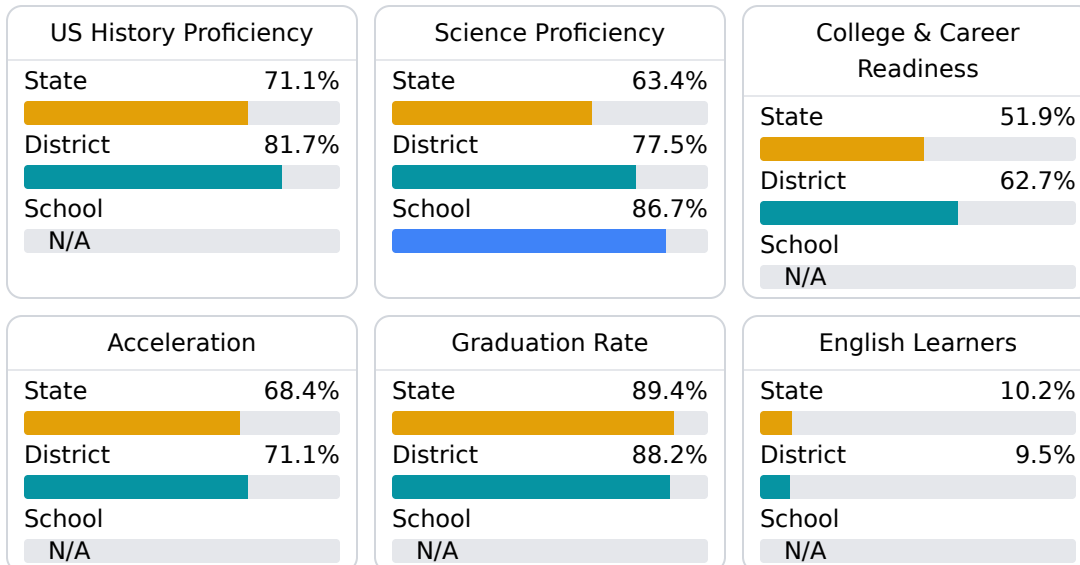 US History Proficiency
State 71.1%
District 81.7%
School
N/A
Science Proficiency
State 63.4%
District 77.5%
School 86.7%
College & Career
Readiness
State 51.9%
District 62.7%
School
N/A
Acceleration
State 68.4%
District 71.1%
School
N/A
Graduation Rate
State 89.4%
District 88.2%
School
N/A
English Learners
State 10.2%
District 9.5%
School
N/A